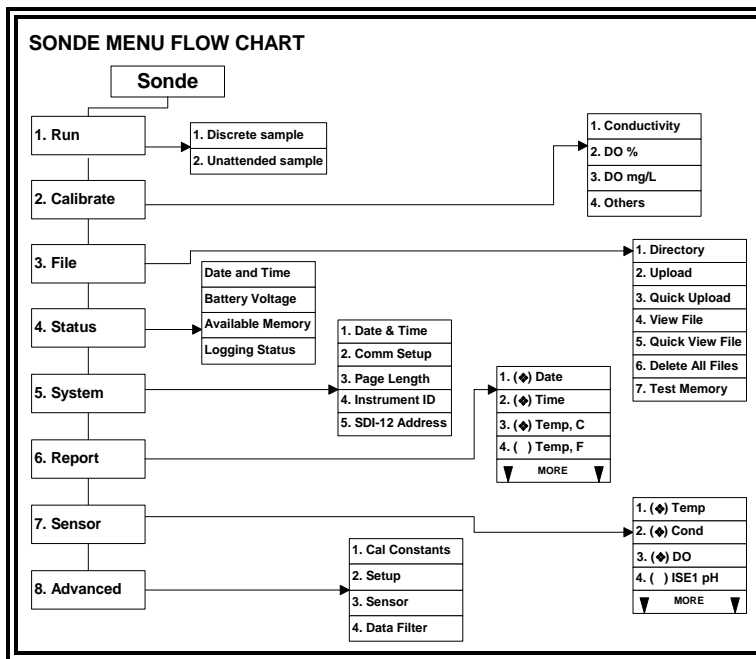 SONDE MENU FLOW CHART
Sonde
1. Run
1. Discrete sample
2. Unattended sample
2. Calibrate
1. Conductivity
2. DO %
3. DO mg/L
4. Others
3. File
1. Directory
2. Upload
3. Quick Upload
4. View File
5. Quick View File
6. Delete All Files
7. Test Memory
4. Status
Date and Time
Battery Voltage
Available Memory
Logging Status
5. System
1. Date & Time
2. Comm Setup
3. Page Length
4. Instrument ID
5. SDI-12 Address
6. Report
1. (❖) Date
2. (❖) Time
3. (❖) Temp, C
4. ( ) Temp, F
MORE
7. Sensor
1. (❖) Temp
2. (❖) Cond
3. (❖) DO
4. ( ) ISE1 pH
MORE
8. Advanced
1. Cal Constants
2. Setup
3. Sensor
4. Data Filter